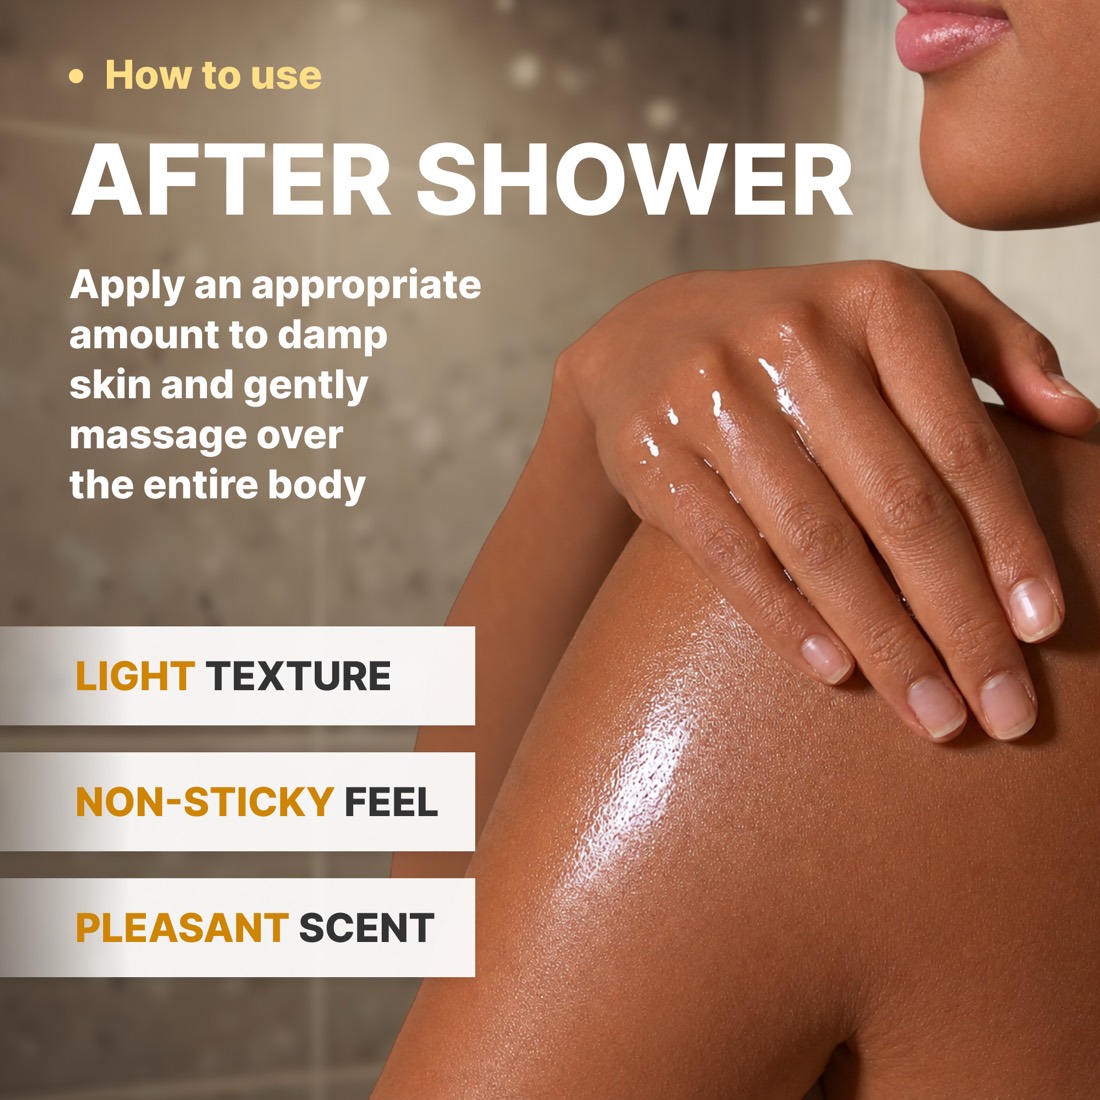 • How to use
AFTER SHOWER
Apply an appropriate
amount to damp
skin and gently
massage over
the entire body
LIGHT TEXTURE
NON-STICKY FEEL
PLEASANT SCENT